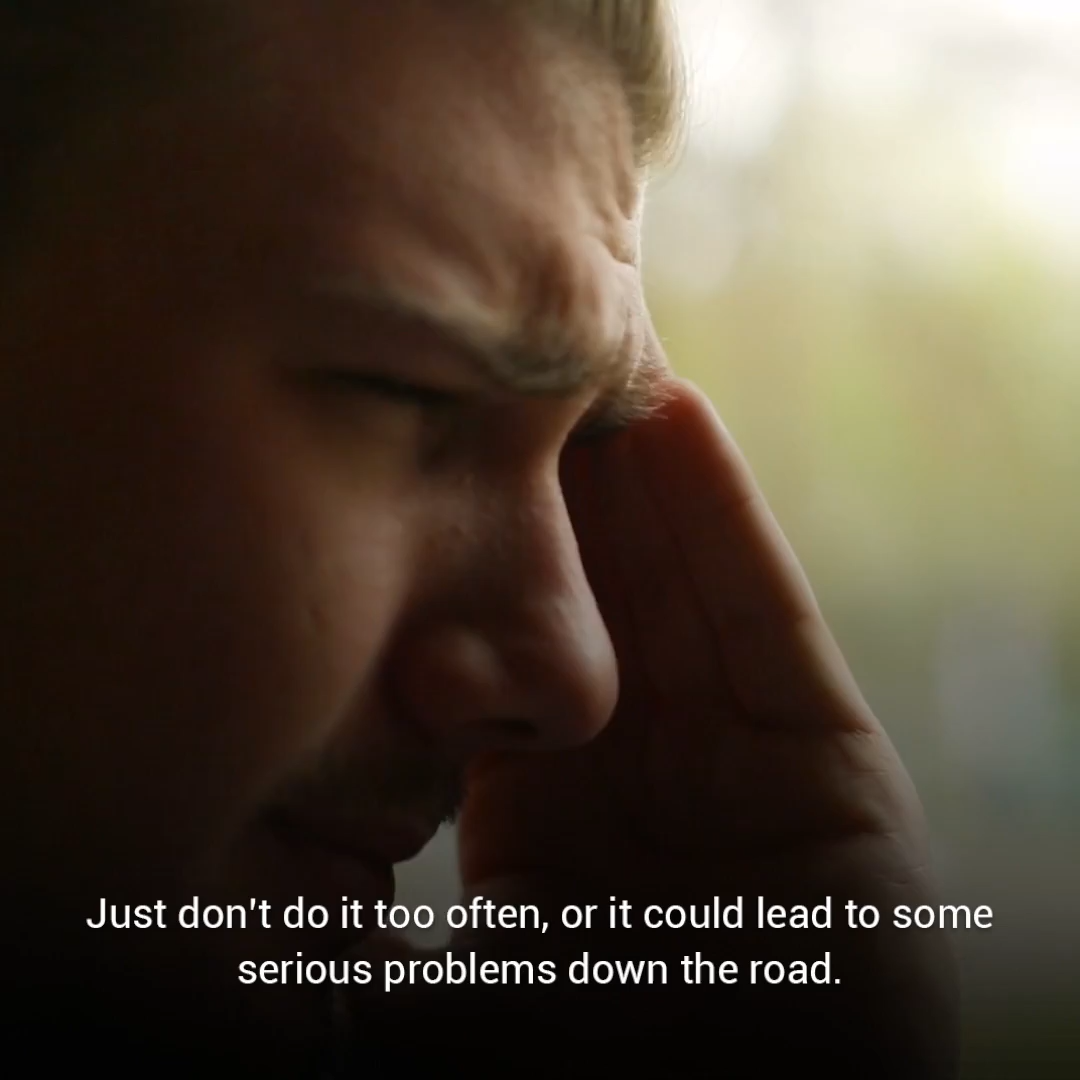 Just don't do it too often, or it could lead to some
serious problems down the road.